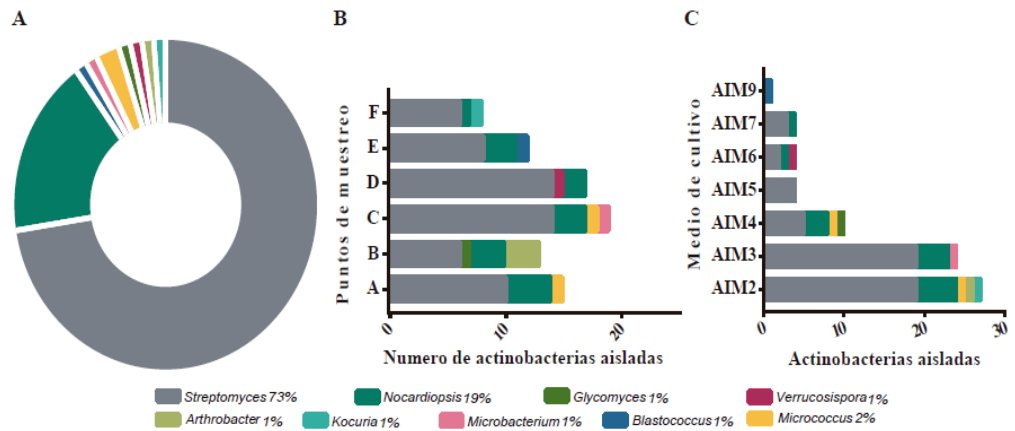 A
B
C
Puntos de muestreo
F
E
D
C
B
A
0
10
20
Numero de actinobacterias aisladas
Medio de cultivo
AIM9
AIM7
AIM6
AIM5
AIM4
AIM3
AIM2
0
10
20
30
Actinobacterias aisladas
Streptomyces 73%
Nocardiopsis 19%
Glycomyces 1%
Verrucosispora 1%
Arthrobacter 1%
Kocuria 1%
Microbacterium 1%
Blastococcus 1%
Micrococcus 2%